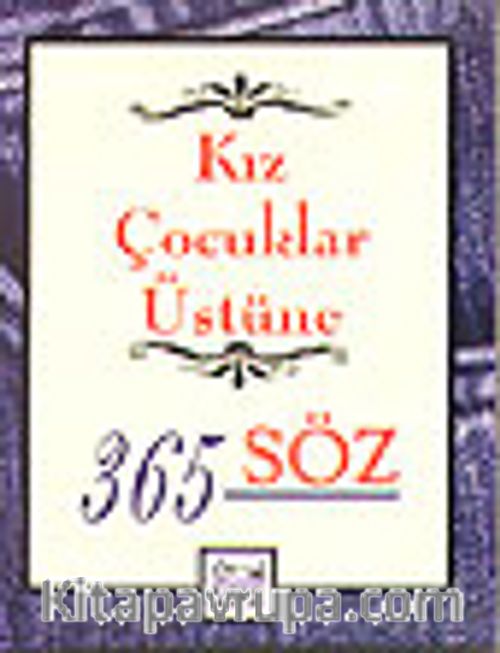 Kız
Çocuklar
Üstüne
365 SÖZ
Kitapavrupa.com